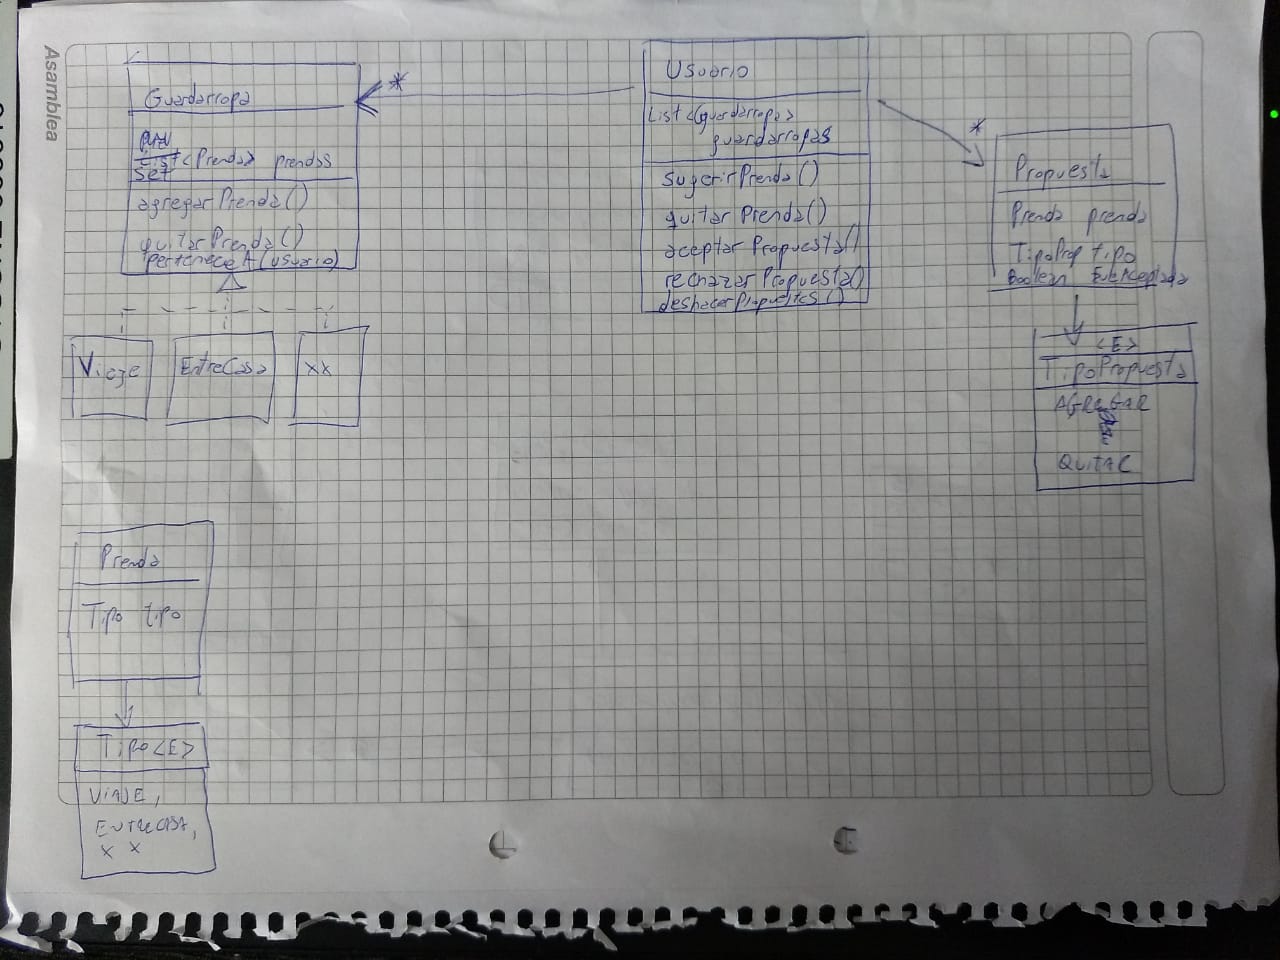 Asamblea
Guardarropa
List<Prenda> prendas
Set
agregarPrenda()
quitarPrenda()
perteneceA(usuario)
Viaje
EntreCasa
xx
Usuario
List<guardarropa>
guardarropas
sugerirPrenda()
quitarPrenda()
aceptarPropuesta()
rechazarPropuesta()
deshacerPropuestas()
*
*
Propuesta
Prenda prenda
TipoProp tipo
Boolean fueAceptada
<E>
TipoPropuesta
AGREGAR
QUITAR
Prenda
Tipo tipo
Tipo<E>
VIAJE,
ENTRECASA,
x x